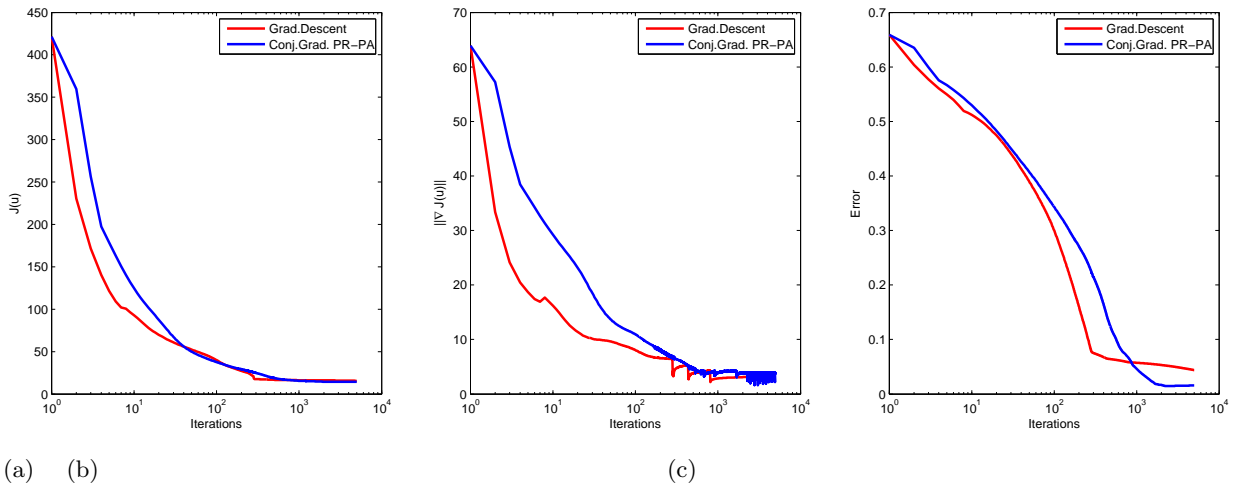 450
400
350
300
250
200
150
100
50
0
J(u)
10^0 10^1 10^2 10^3 10^4
Iterations
Grad.Descent
Conj.Grad. PR−PA
70
60
50
40
30
20
10
0
||∇ J(u)||
10^0 10^1 10^2 10^3 10^4
Iterations
Grad.Descent
Conj.Grad. PR−PA
0.7
0.6
0.5
0.4
0.3
0.2
0.1
0
Error
10^0 10^1 10^2 10^3 10^4
Iterations
Grad.Descent
Conj.Grad. PR−PA
(a) (b) (c)